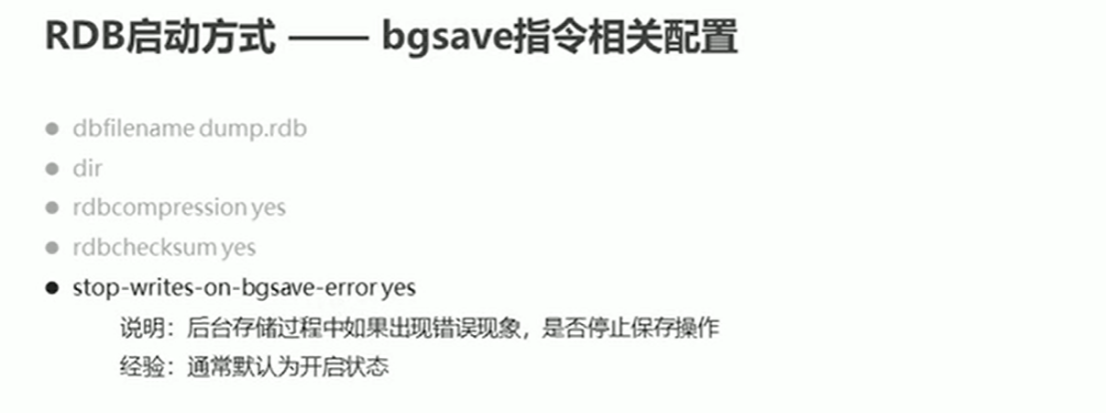 RDB启动方式 —— bgsave指令相关配置
● dbfilename dump.rdb
● dir
● rdbcompression yes
● rdbchecksum yes
● stop-writes-on-bgsave-error yes
说明：后台存储过程中如果出现错误现象，是否停止保存操作
经验：通常默认为开启状态